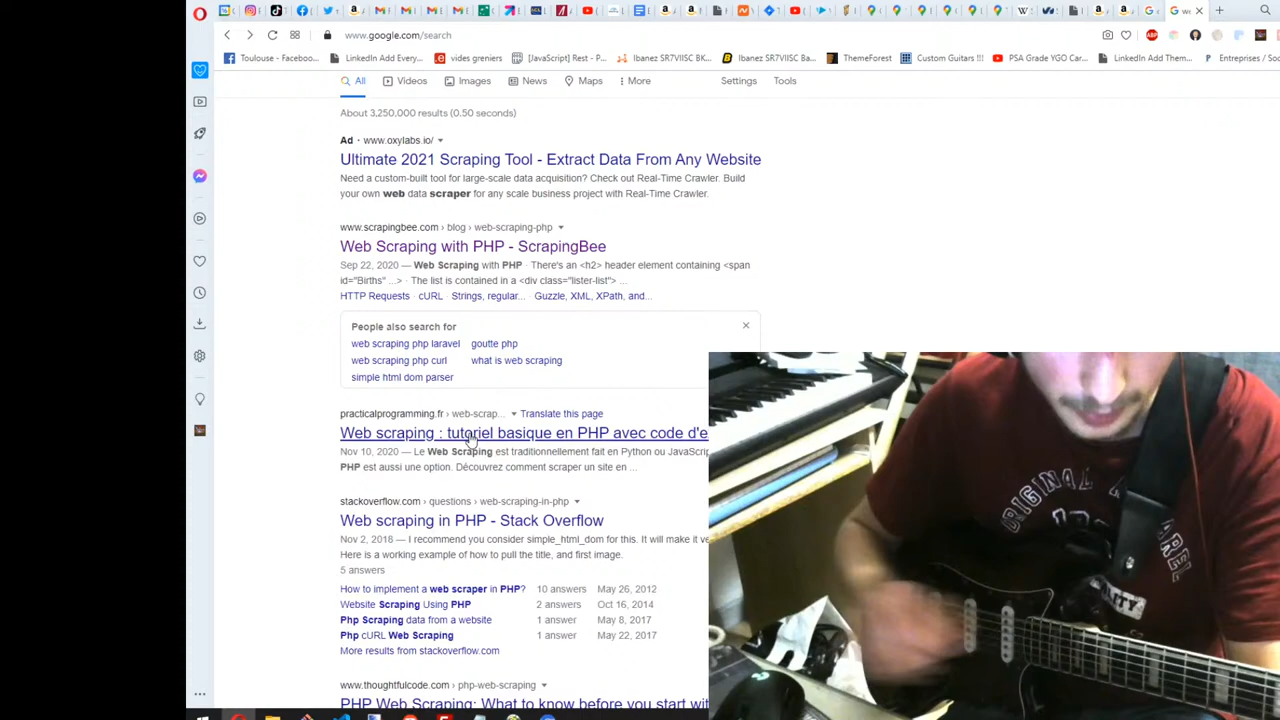 www.google.com/search
Toulouse - Faceboo...
LinkedIn Add Every...
vides greniers
[JavaScript] Rest - P...
Ibanez SR7VIISC BK...
Ibanez SR7VIISC Ba...
ThemeForest
Custom Guitars !!!
PSA Grade YGO Car...
LinkedIn Add Them...
Entreprises / Soc
All
Videos
Images
News
Maps
More
Settings
Tools
About 3,250,000 results (0.50 seconds)
Ad · www.oxylabs.io/
Ultimate 2021 Scraping Tool - Extract Data From Any Website
Need a custom-built tool for large-scale data acquisition? Check out Real-Time Crawler. Build
your own web data scraper for any scale business project with Real-Time Crawler.
www.scrapingbee.com › blog › web-scraping-php
Web Scraping with PHP - ScrapingBee
Sep 22, 2020 — Web Scraping with PHP · There's an <h2> header element containing <span
id="Births" ...> · The list is contained in a <div class="lister-list"> ...
HTTP Requests · cURL · Strings, regular... · Guzzle, XML, XPath, and...
People also search for
web scraping php laravel
goutte php
web scraping php curl
what is web scraping
simple html dom parser
practicalprogramming.fr › web-scrap... Translate this page
Web scraping : tutoriel basique en PHP avec code d'e
Nov 10, 2020 — Le Web Scraping est traditionnellement fait en Python ou JavaScrip
PHP est aussi une option. Découvrez comment scraper un site en ...
stackoverflow.com › questions › web-scraping-in-php
Web scraping in PHP - Stack Overflow
Nov 2, 2018 — I recommend you consider simple_html_dom for this. It will make it ve
Here is a working example of how to pull the title, and first image.
5 answers
How to implement a web scraper in PHP? 10 answers May 26, 2012
Website Scraping Using PHP 2 answers Oct 16, 2014
Php Scraping data from a website 1 answer May 8, 2017
Php cURL Web Scraping 1 answer May 22, 2017
More results from stackoverflow.com
www.thoughtfulcode.com › php-web-scraping
PHP Web Scraping: What to know before you start wit
ORIGINAL